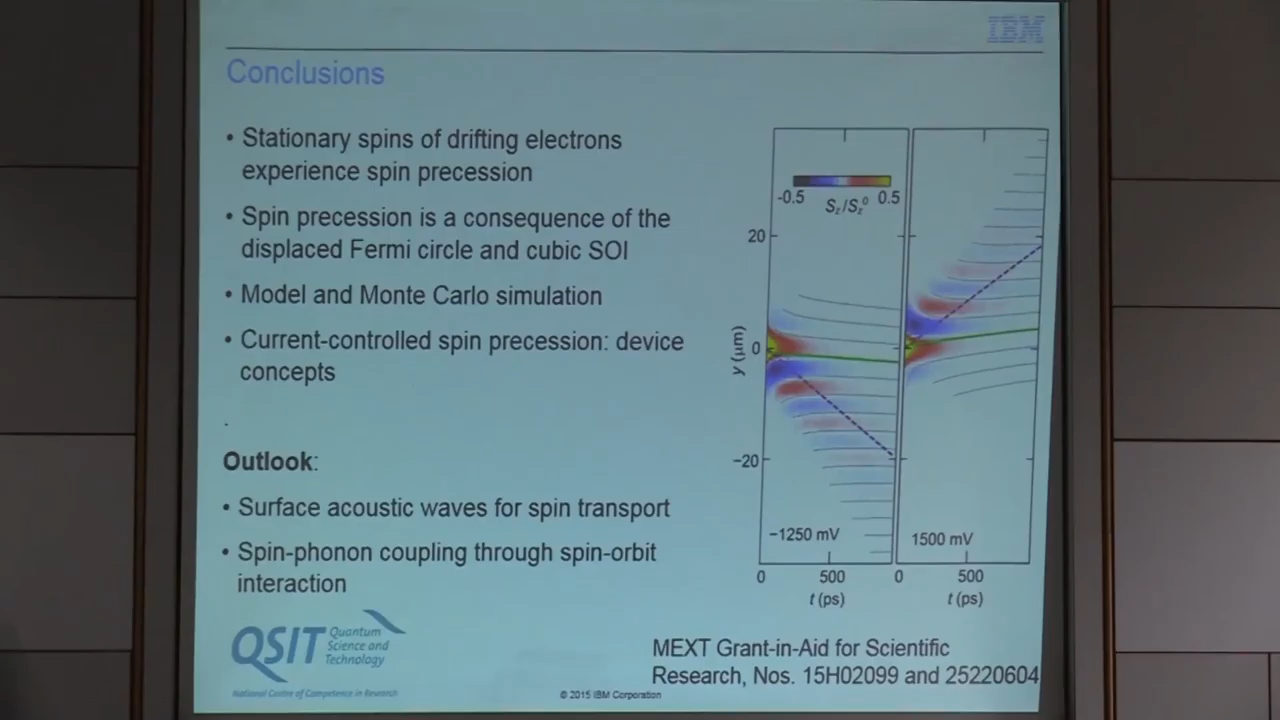 IBM
Conclusions
• Stationary spins of drifting electrons
experience spin precession
• Spin precession is a consequence of the
displaced Fermi circle and cubic SOI
• Model and Monte Carlo simulation
• Current-controlled spin precession: device
concepts
.
Outlook:
• Surface acoustic waves for spin transport
• Spin-phonon coupling through spin-orbit
interaction
-0.5 Sz/Sz⁰ 0.5
20
y (µm) 0
−20
−1250 mV 1500 mV
0 500 0 500
t (ps) t (ps)
QSIT Quantum
Science and
Technology
National Centre of Competence in Research
MEXT Grant-in-Aid for Scientific
Research, Nos. 15H02099 and 25220604
© 2015 IBM Corporation